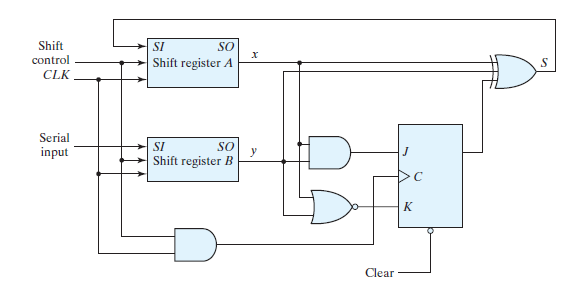 Shift
control
CLK
SI SO
Shift register A
x
S
Serial
input
SI SO
Shift register B
y
J
C
K
Clear